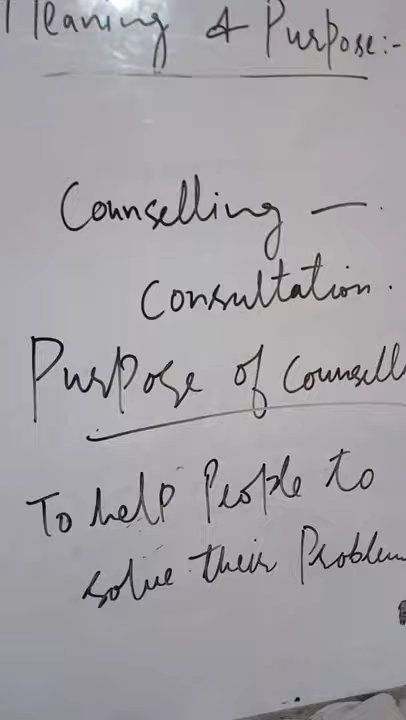 Meaning & Purpose:-
Counselling —.
Consultation.
Purpose of Counsell
To help People to
solve their Problem